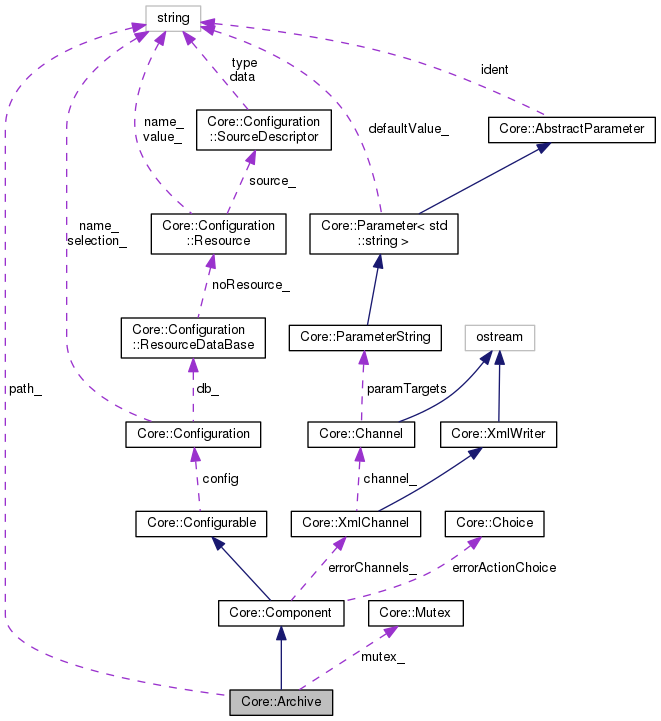 string
type
data
ident
name_
value_
Core::Configuration
::SourceDescriptor
defaultValue_
Core::AbstractParameter
source_
name_
selection_
Core::Configuration
::Resource
Core::Parameter< std
::string >
noResource_
Core::Configuration
::ResourceDataBase
Core::ParameterString
ostream
path_
db_
paramTargets
Core::Configuration
Core::Channel
Core::XmlWriter
config
channel_
Core::Configurable
Core::XmlChannel
Core::Choice
errorChannels_
errorActionChoice
Core::Component
Core::Mutex
mutex_
Core::Archive